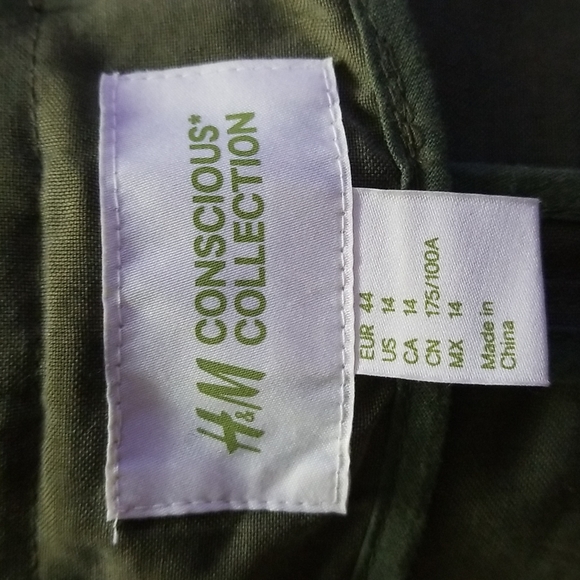 H&M CONSCIOUS*
COLLECTION
EUR 44
US 14
CA 14
CN 175/100A
MX 14
Made in
China